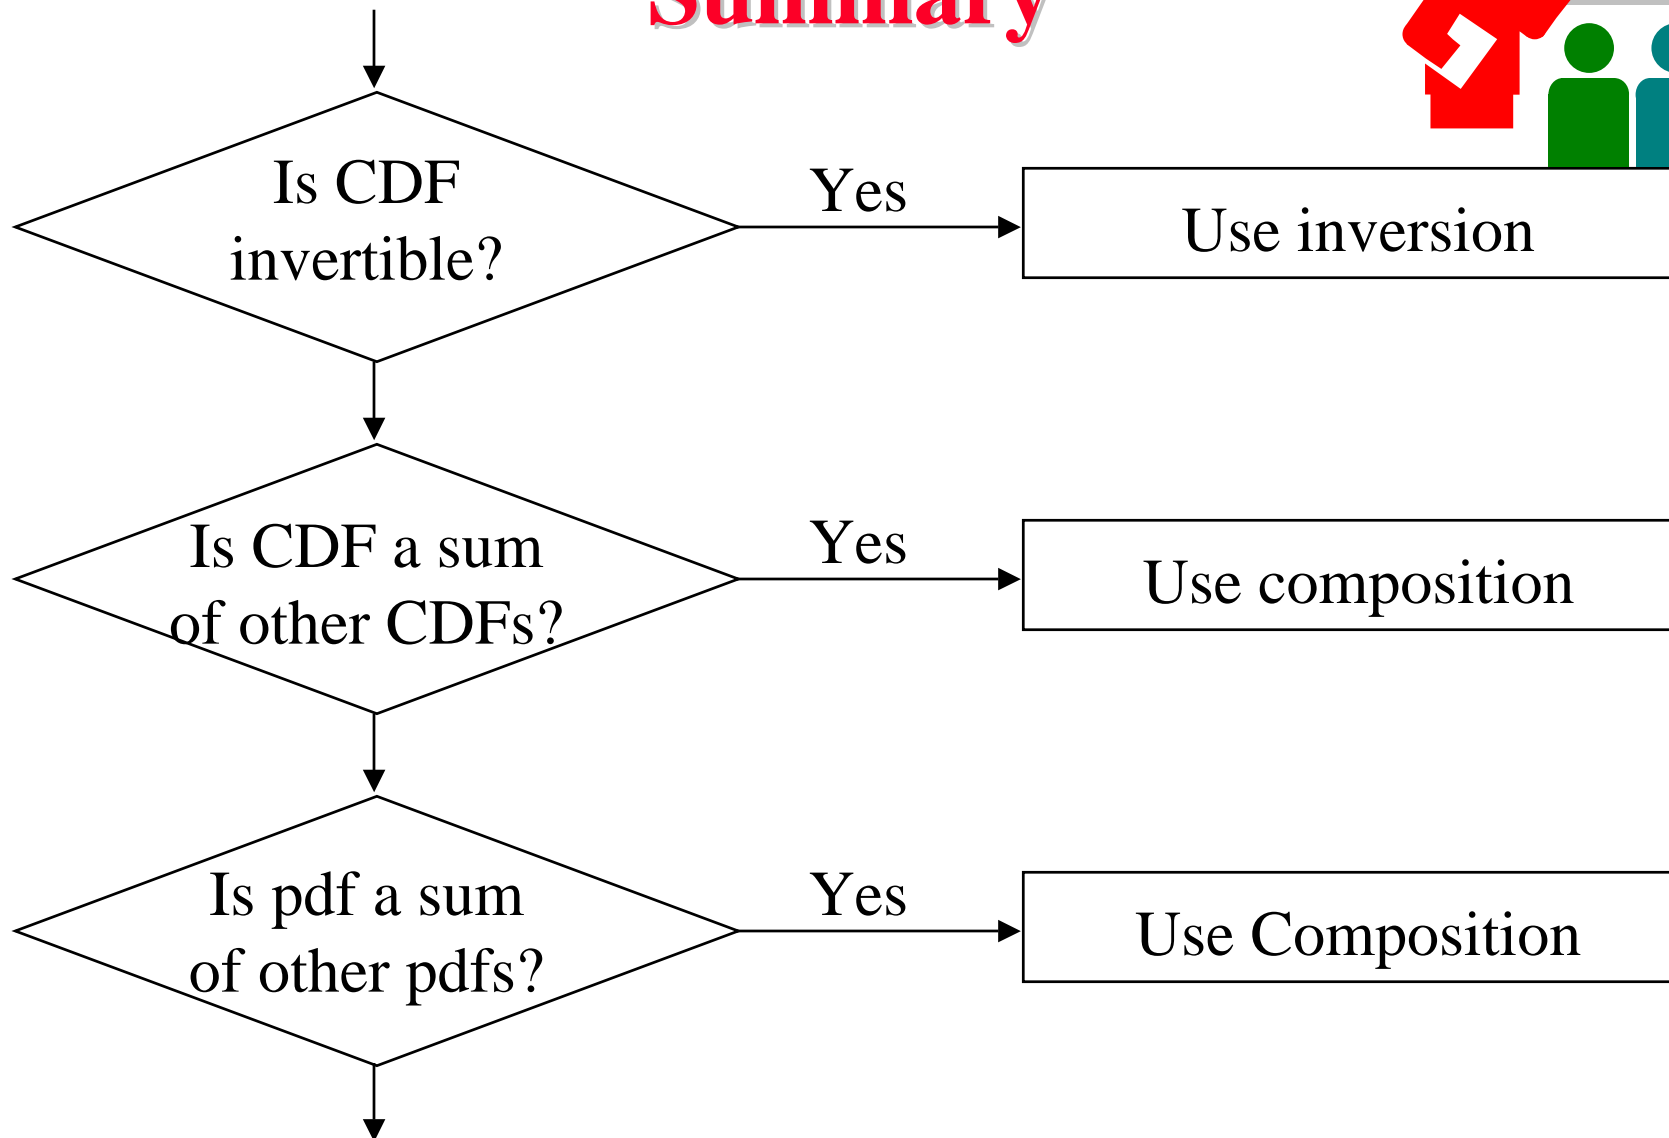 Summary
Is CDF
invertible?
Yes
Use inversion
Is CDF a sum
of other CDFs?
Yes
Use composition
Is pdf a sum
of other pdfs?
Yes
Use Composition